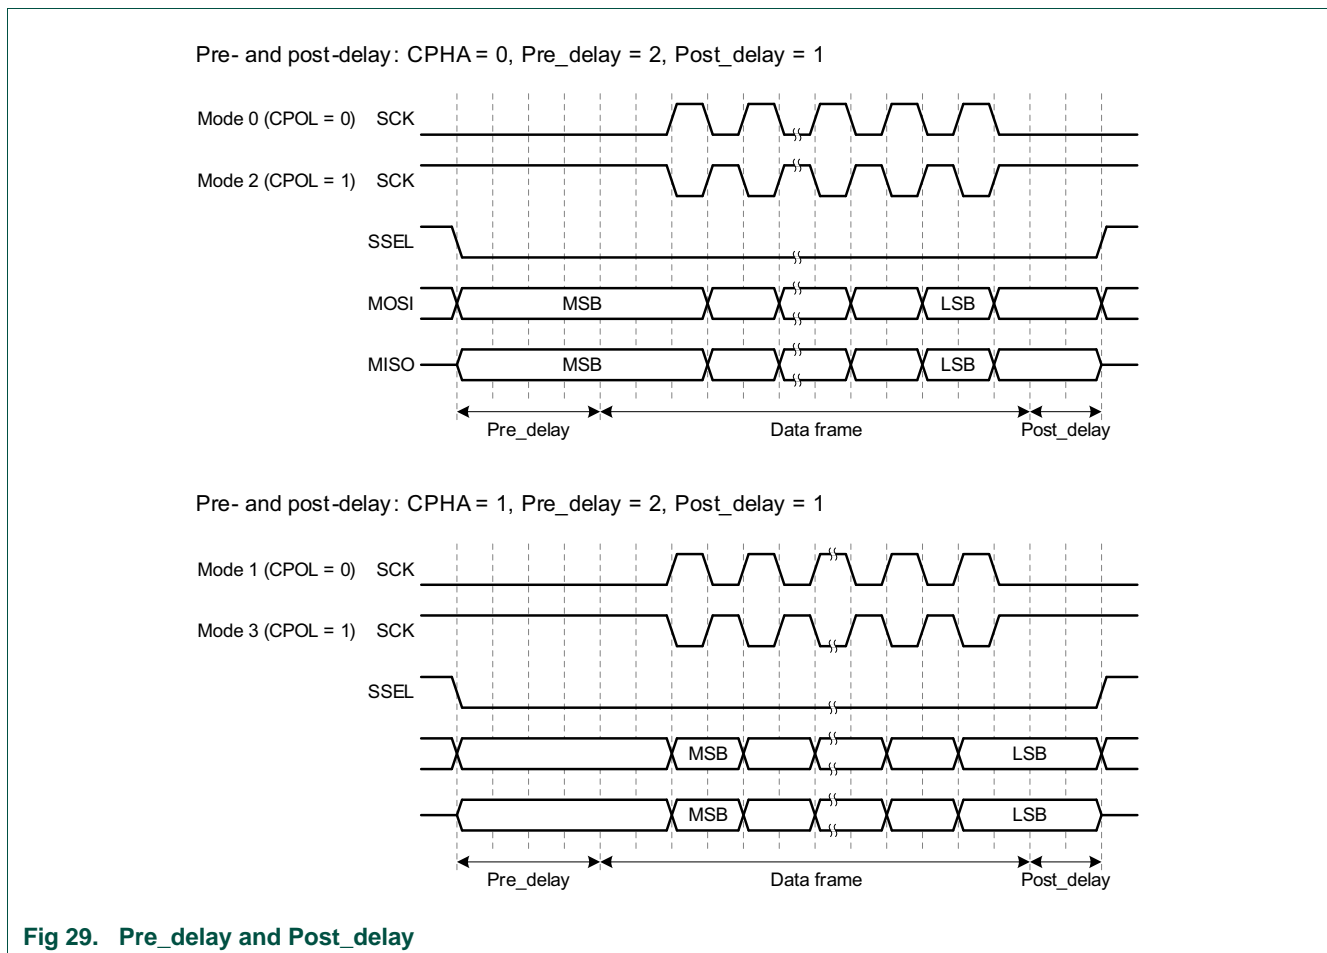 Pre- and post-delay: CPHA = 0, Pre_delay = 2, Post_delay = 1
Mode 0 (CPOL = 0) SCK
Mode 2 (CPOL = 1) SCK
SSEL
MOSI MSB LSB
MISO MSB LSB
Pre_delay Data frame Post_delay
Pre- and post-delay: CPHA = 1, Pre_delay = 2, Post_delay = 1
Mode 1 (CPOL = 0) SCK
Mode 3 (CPOL = 1) SCK
SSEL
MSB LSB
MSB LSB
Pre_delay Data frame Post_delay
Fig 29. Pre_delay and Post_delay